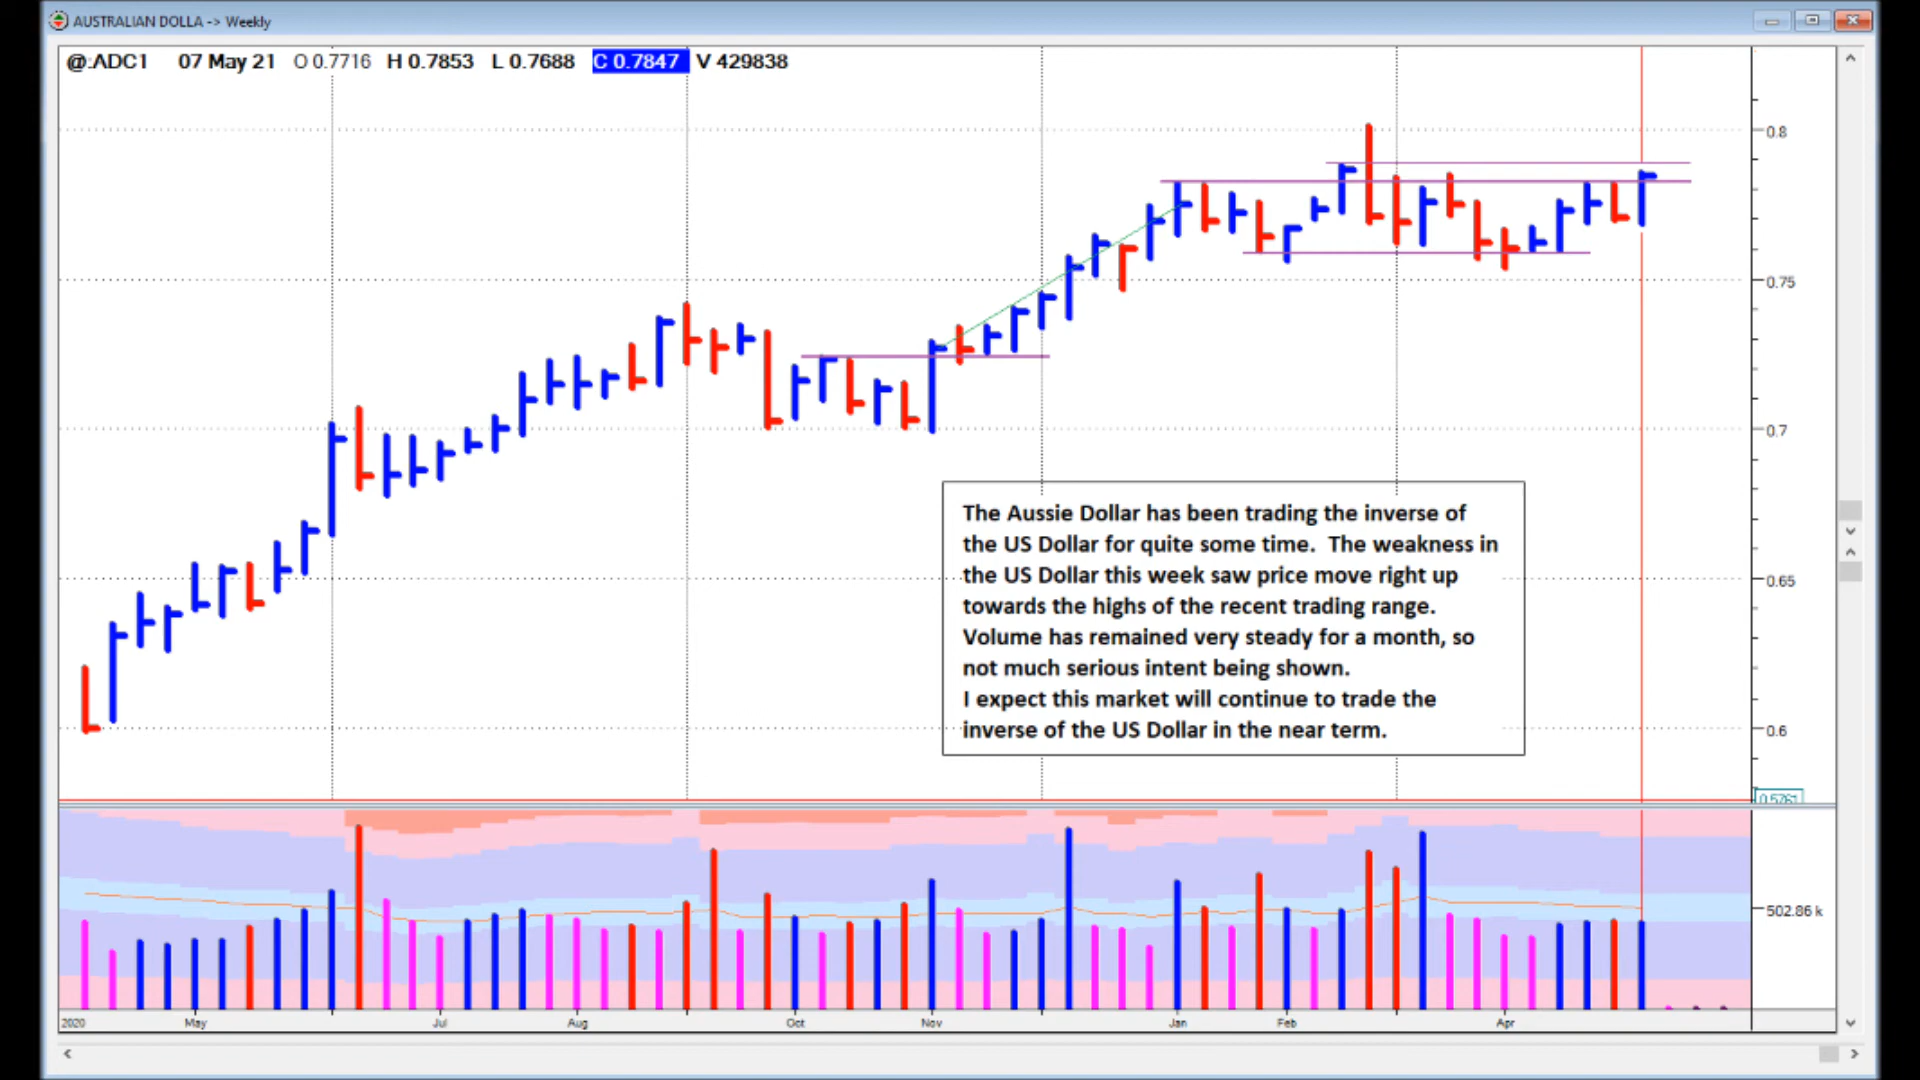 AUSTRALIAN DOLLA -> Weekly
@:ADC1 07 May 21 O 0.7716 H 0.7853 L 0.7688 C 0.7847 V 429838
0.8
0.75
0.7
0.65
0.6
0.5761
The Aussie Dollar has been trading the inverse of
the US Dollar for quite some time. The weakness in
the US Dollar this week saw price move right up
towards the highs of the recent trading range.
Volume has remained very steady for a month, so
not much serious intent being shown.
I expect this market will continue to trade the
inverse of the US Dollar in the near term.
502.86 k
2020 May Jul Aug Oct Nov Jan Feb Apr